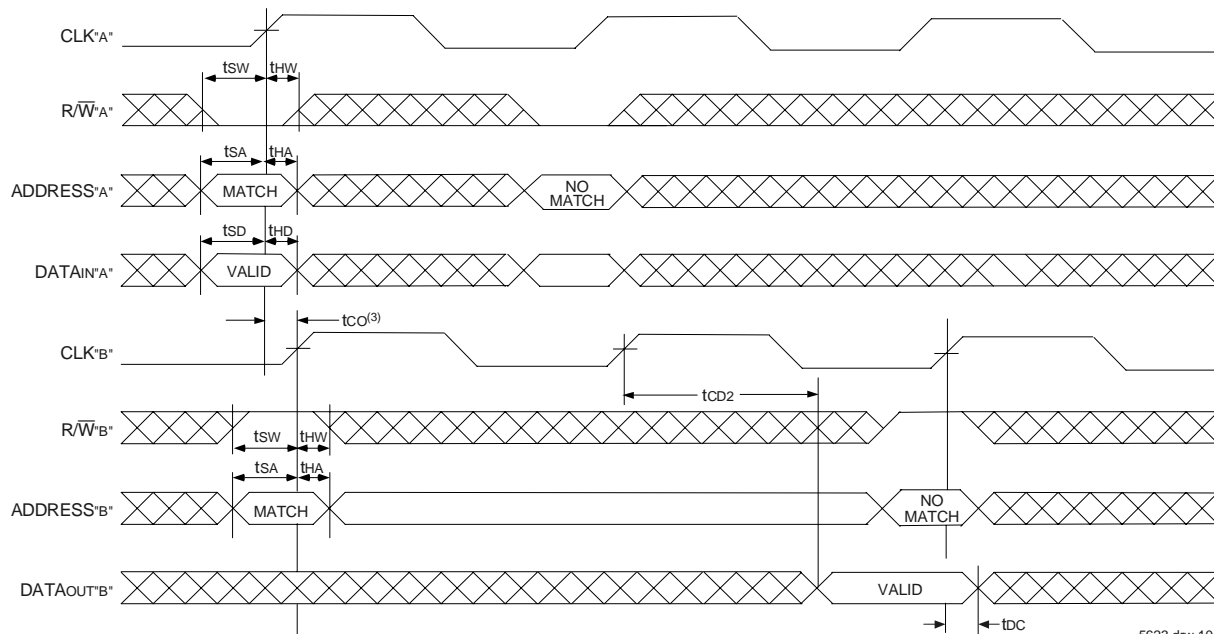 CLK"A"
tSW tHW
R/W̅"A"
tSA tHA
ADDRESS"A" MATCH NO MATCH
tSD tHD
DATAIN"A" VALID
tCO(3)
CLK"B"
tCD2
R/W̅"B"
tSW tHW
tSA tHA
ADDRESS"B" MATCH NO MATCH
DATAOUT"B" VALID
tDC